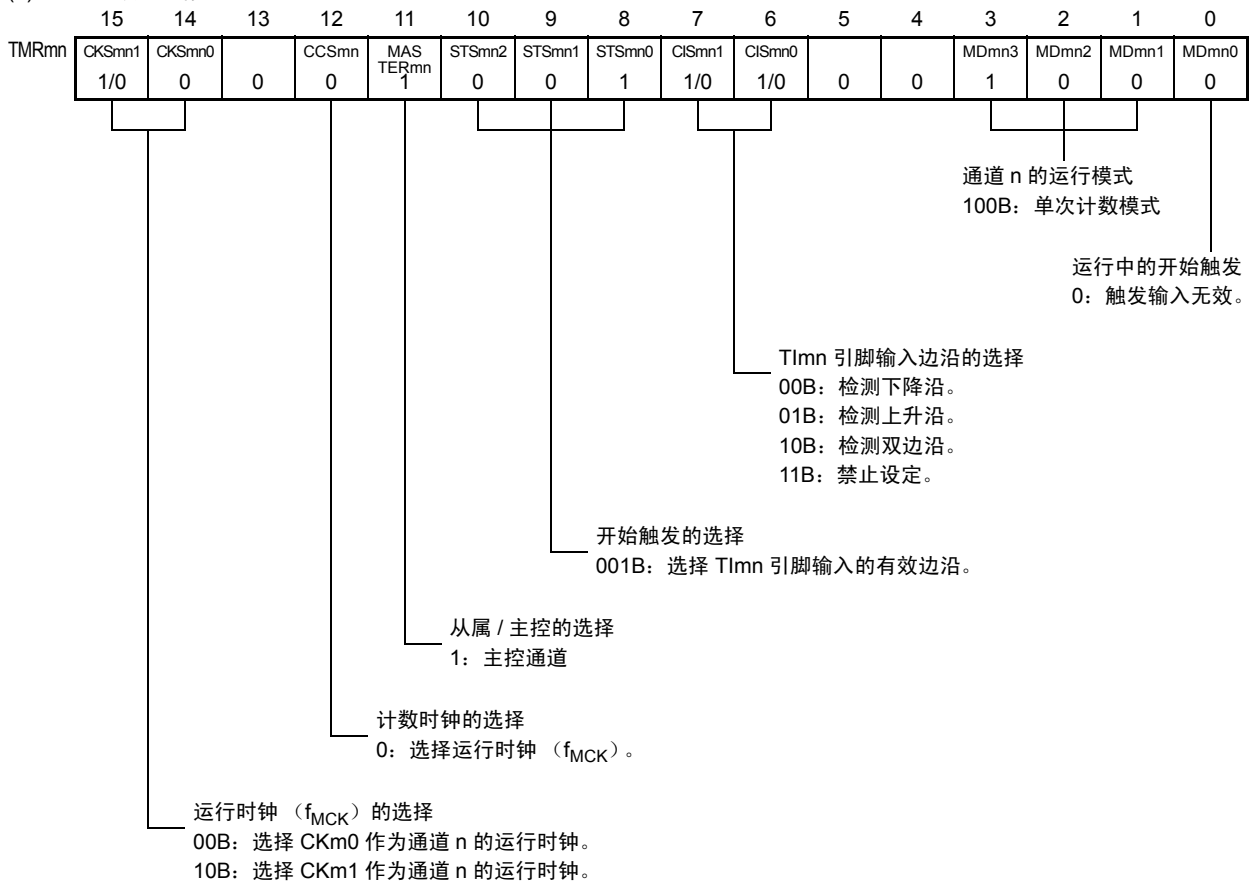 15 14 13 12 11 10 9 8 7 6 5 4 3 2 1 0
TMRmn CKSmn1 CKSmn0 CCSmn MAS TERmn STSmn2 STSmn1 STSmn0 CISmn1 CISmn0 MDmn3 MDmn2 MDmn1 MDmn0
1/0 0 0 0 1 0 0 1 1/0 1/0 0 0 1 0 0 0
通道 n 的运行模式
100B：单次计数模式
运行中的开始触发
0：触发输入无效。
TImn 引脚输入边沿的选择
00B：检测下降沿。
01B：检测上升沿。
10B：检测双边沿。
11B：禁止设定。
开始触发的选择
001B：选择 TImn 引脚输入的有效边沿。
从属 / 主控的选择
1：主控通道
计数时钟的选择
0：选择运行时钟 （fMCK）。
运行时钟 （fMCK）的选择
00B：选择 CKm0 作为通道 n 的运行时钟。
10B：选择 CKm1 作为通道 n 的运行时钟。